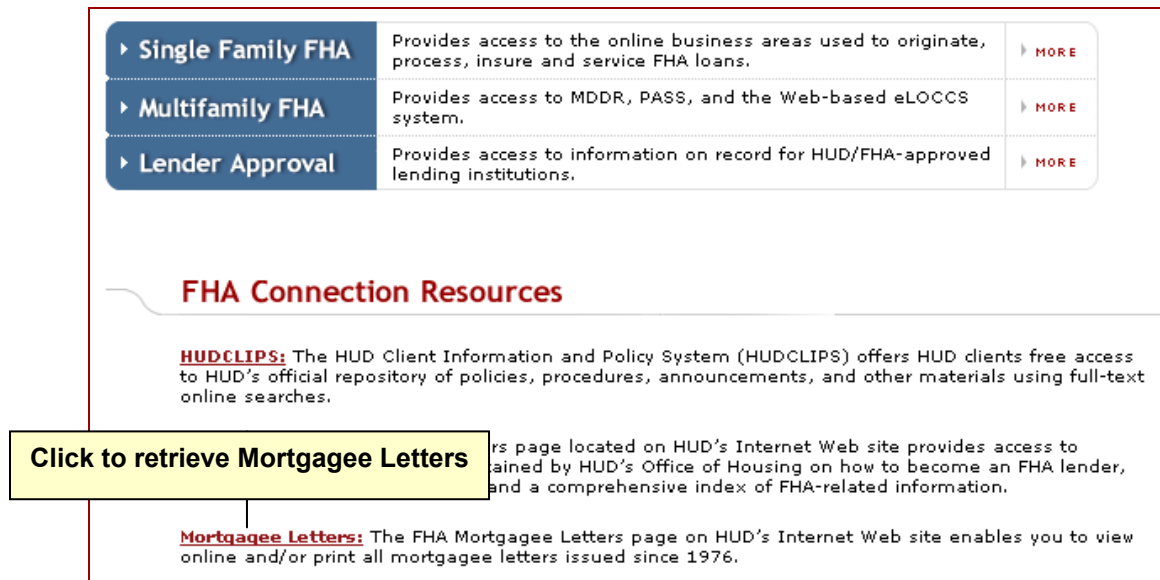 Single Family FHA
Provides access to the online business areas used to originate,
process, insure and service FHA loans.
MORE
Multifamily FHA
Provides access to MDDR, PASS, and the Web-based eLOCCS
system.
MORE
Lender Approval
Provides access to information on record for HUD/FHA-approved
lending institutions.
MORE
FHA Connection Resources
HUDCLIPS: The HUD Client Information and Policy System (HUDCLIPS) offers HUD clients free access
to HUD's official repository of policies, procedures, announcements, and other materials using full-text
online searches.
Click to retrieve Mortgagee Letters
page located on HUD's Internet Web site provides access to
by HUD's Office of Housing on how to become an FHA lender,
and a comprehensive index of FHA-related information.
Mortgagee Letters: The FHA Mortgagee Letters page on HUD's Internet Web site enables you to view
online and/or print all mortgagee letters issued since 1976.